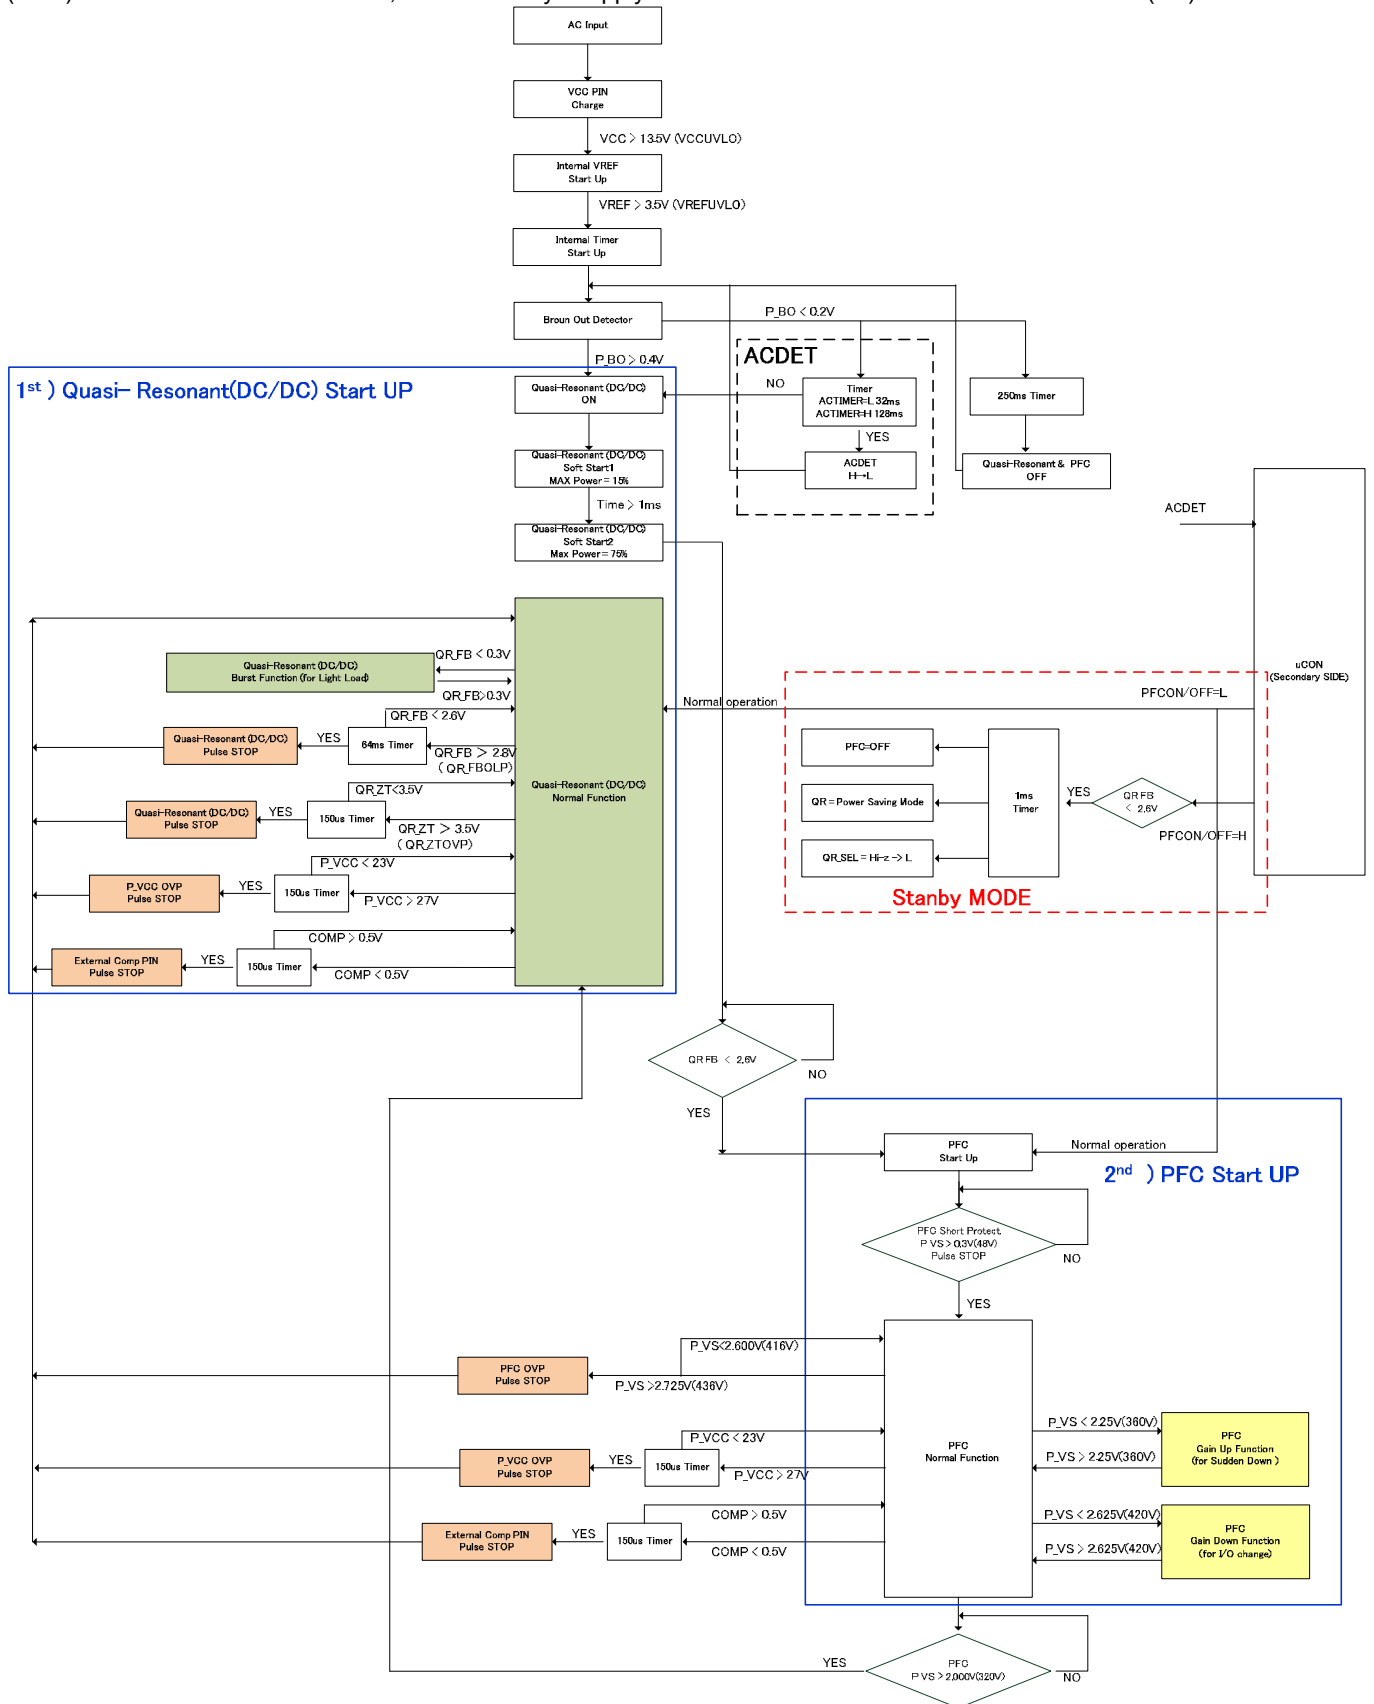 AC Input
VCC PIN
Charge
VCC > 13.5V (VCCUVLO)
Internal VREF
Start Up
VREF > 3.5V (VREFUVLO)
Internal Timer
Start Up
Broun Out Detector
P_BO < 0.2V
P_BO > 0.4V
ACDET
NO
Timer
ACTIMER=L 32ms
ACTIMER=H 128ms
YES
ACDET
H→L
250ms Timer
Quasi-Resonant & PFC
OFF
1st ) Quasi-Resonant(DC/DC) Start UP
Quasi-Resonant (DC/DC)
ON
Quasi-Resonant (DC/DC)
Soft Start1
MAX Power = 15%
Time > 1ms
Quasi-Resonant (DC/DC)
Soft Start2
Max Power = 75%
ACDET
uCON
(Secondary SIDE)
Quasi-Resonant (DC/DC)
Burst Function (for Light Load)
QR_FB < 0.3V
QR_FB>0.3V
QR_FB < 2.6V
Quasi-Resonant (DC/DC)
Pulse STOP
YES
64ms Timer
QR_FB > 2.8V
( QR_FBOLP)
QR_ZT<3.5V
Quasi-Resonant (DC/DC)
Pulse STOP
YES
150us Timer
QR_ZT > 3.5V
( QR_ZTOVP)
P_VCC < 23V
P_VCC OVP
Pulse STOP
YES
150us Timer
P_VCC > 27V
COMP > 0.5V
External Comp PIN
Pulse STOP
YES
150us Timer
COMP < 0.5V
Quasi-Resonant (DC/DC)
Normal Function
Normal operation
PFCON/OFF=L
PFC=OFF
QR = Power Saving Mode
QR_SEL = Hi-z -> L
1ms
Timer
YES
QR FB
< 2.6V
PFCON/OFF=H
Stanby MODE
QR FB < 2.6V
NO
YES
PFC
Start Up
Normal operation
2nd ) PFC Start UP
PFC Short Protect
P VS > 0.3V(48V)
Pulse STOP
NO
YES
P_VS<2.600V(416V)
PFC OVP
Pulse STOP
P_VS >2.725V(436V)
P_VCC < 23V
P_VCC OVP
Pulse STOP
YES
150us Timer
P_VCC > 27V
COMP > 0.5V
External Comp PIN
Pulse STOP
YES
150us Timer
COMP < 0.5V
PFC
Normal Function
P_VS < 2.25V(360V)
P_VS > 2.25V(360V)
PFC
Gain Up Function
(for Sudden Down )
P_VS < 2.625V(420V)
P_VS > 2.625V(420V)
PFC
Gain Down Function
(for I/O change)
YES
PFC
P VS > 2.000V(320V)
NO